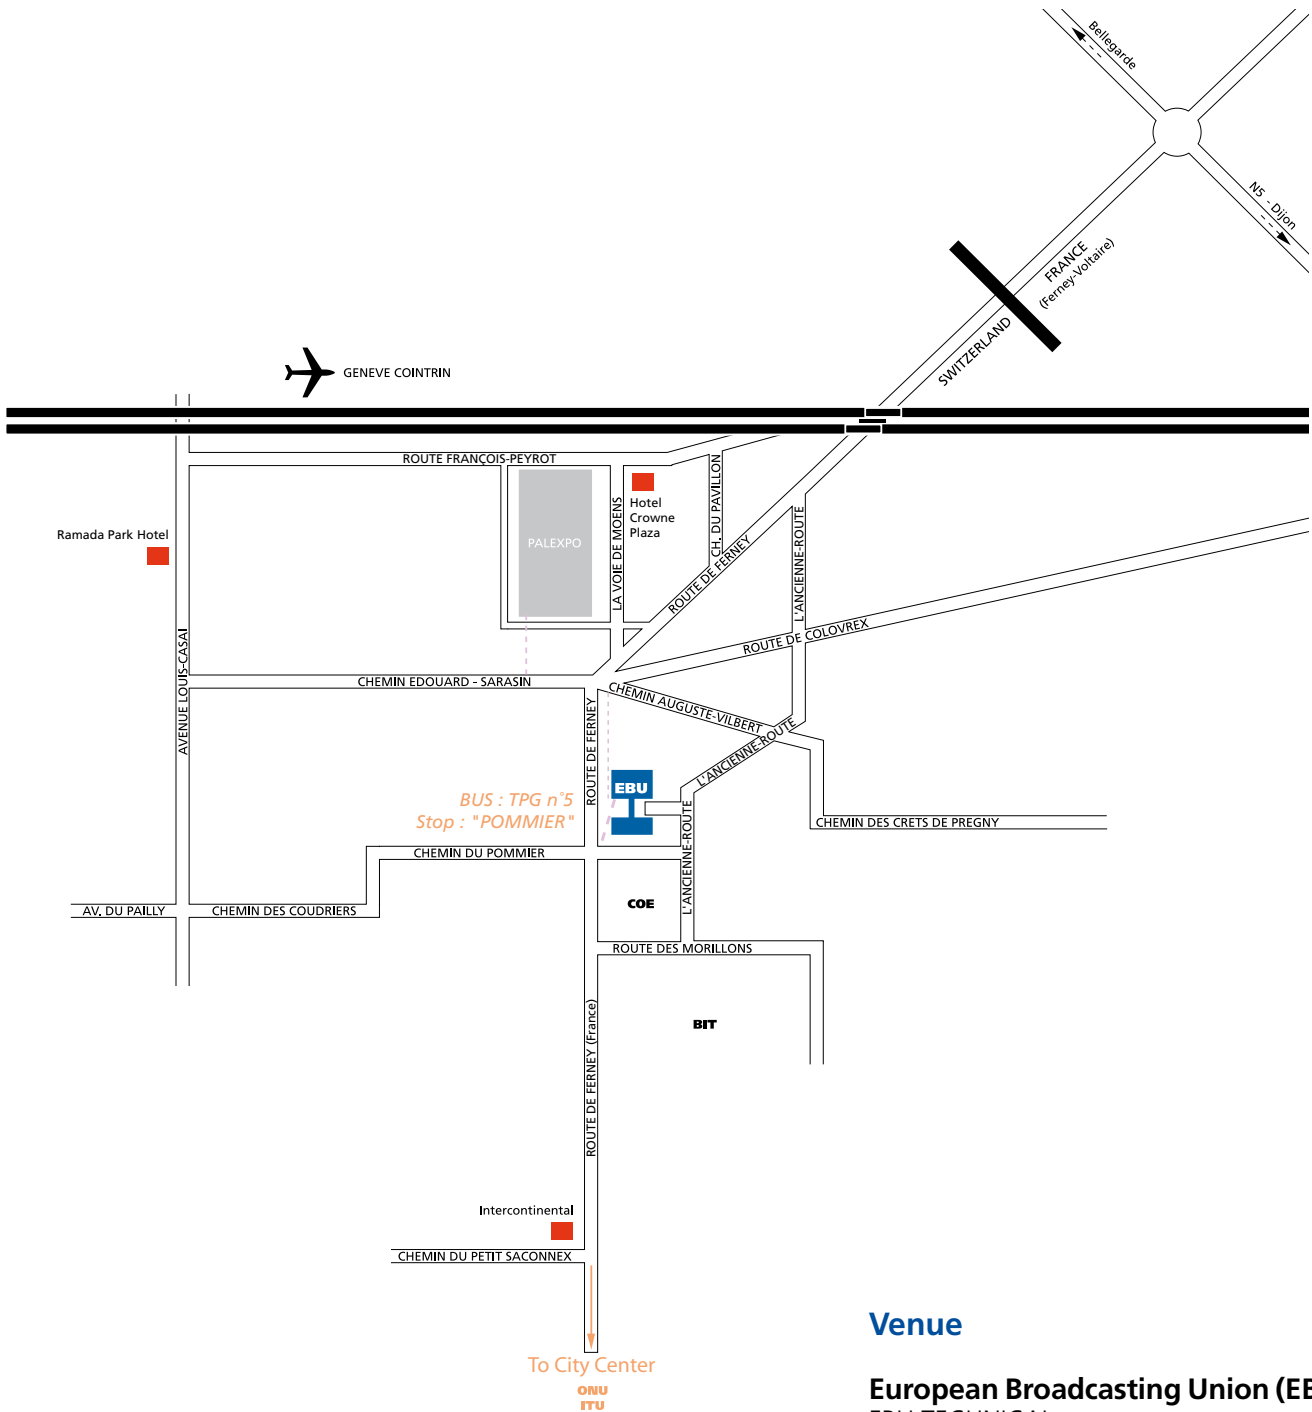 Bellegarde
N5 - Dijon
FRANCE
(Ferney-Voltaire)
SWITZERLAND
GENEVE COINTRIN
ROUTE FRANÇOIS-PEYROT
Hotel
Crowne
Plaza
CH. DU PAVILLON
LA VOIE DE MOENS
PALEXPO
Ramada Park Hotel
ROUTE DE FERNEY
L'ANCIENNE-ROUTE
ROUTE DE COLOVREX
AVENUE LOUIS-CASAI
CHEMIN EDOUARD - SARASIN
CHEMIN AUGUSTE-VILBERT
ROUTE DE FERNEY
L'ANCIENNE-ROUTE
EBU
BUS : TPG n°5
Stop : "POMMIER"
CHEMIN DES CRETS DE PREGNY
CHEMIN DU POMMIER
L'ANCIENNE-ROUTE
COE
AV. DU PAILLY
CHEMIN DES COUDRIERS
ROUTE DES MORILLONS
BIT
ROUTE DE FERNEY (France)
Intercontinental
CHEMIN DU PETIT SACONNEX
To City Center
ONU
ITU
Venue
European Broadcasting Union (EB